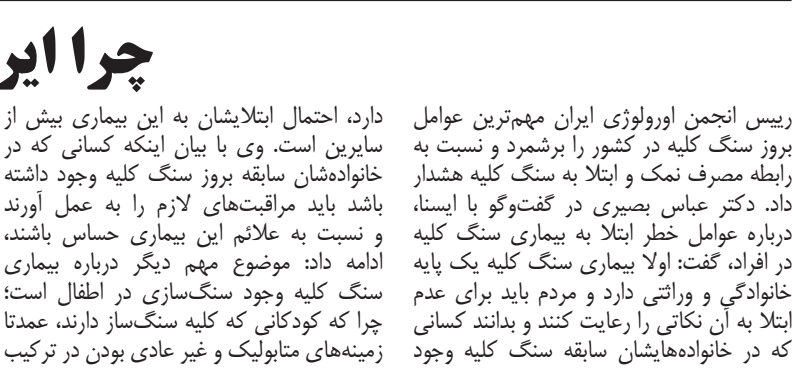 چرا ایر
رییس انجمن اورولوژی ایران مهم‌ترین عوامل
بروز سنگ کلیه در کشور را برشمرد و نسبت به
رابطه مصرف نمک و ابتلا به سنگ کلیه هشدار
داد. دکتر عباس بصیری در گفت‌وگو با ایسنا،
درباره عوامل خطر ابتلا به بیماری سنگ کلیه
در افراد، گفت: اولا بیماری سنگ کلیه یک پایه
خانوادگی و وراثتی دارد و مردم باید برای عدم
ابتلا به آن نکاتی را رعایت کنند و بدانند کسانی
که در خانواده‌هایشان سابقه سنگ کلیه وجود
دارد، احتمال ابتلایشان به این بیماری بیش از
سایرین است. وی با بیان اینکه کسانی که در
خانواده‌شان سابقه بروز سنگ کلیه وجود داشته
باشد باید مراقبت‌های لازم را به عمل آورند
و نسبت به علائم این بیماری حساس باشند،
ادامه داد: موضوع مهم دیگر درباره بیماری
سنگ کلیه وجود سنگ‌سازی در اطفال است؛
چرا که کودکانی که کلیه سنگ‌ساز دارند، عمدتا
زمینه‌های متابولیک و غیر عادی بودن در ترکیب